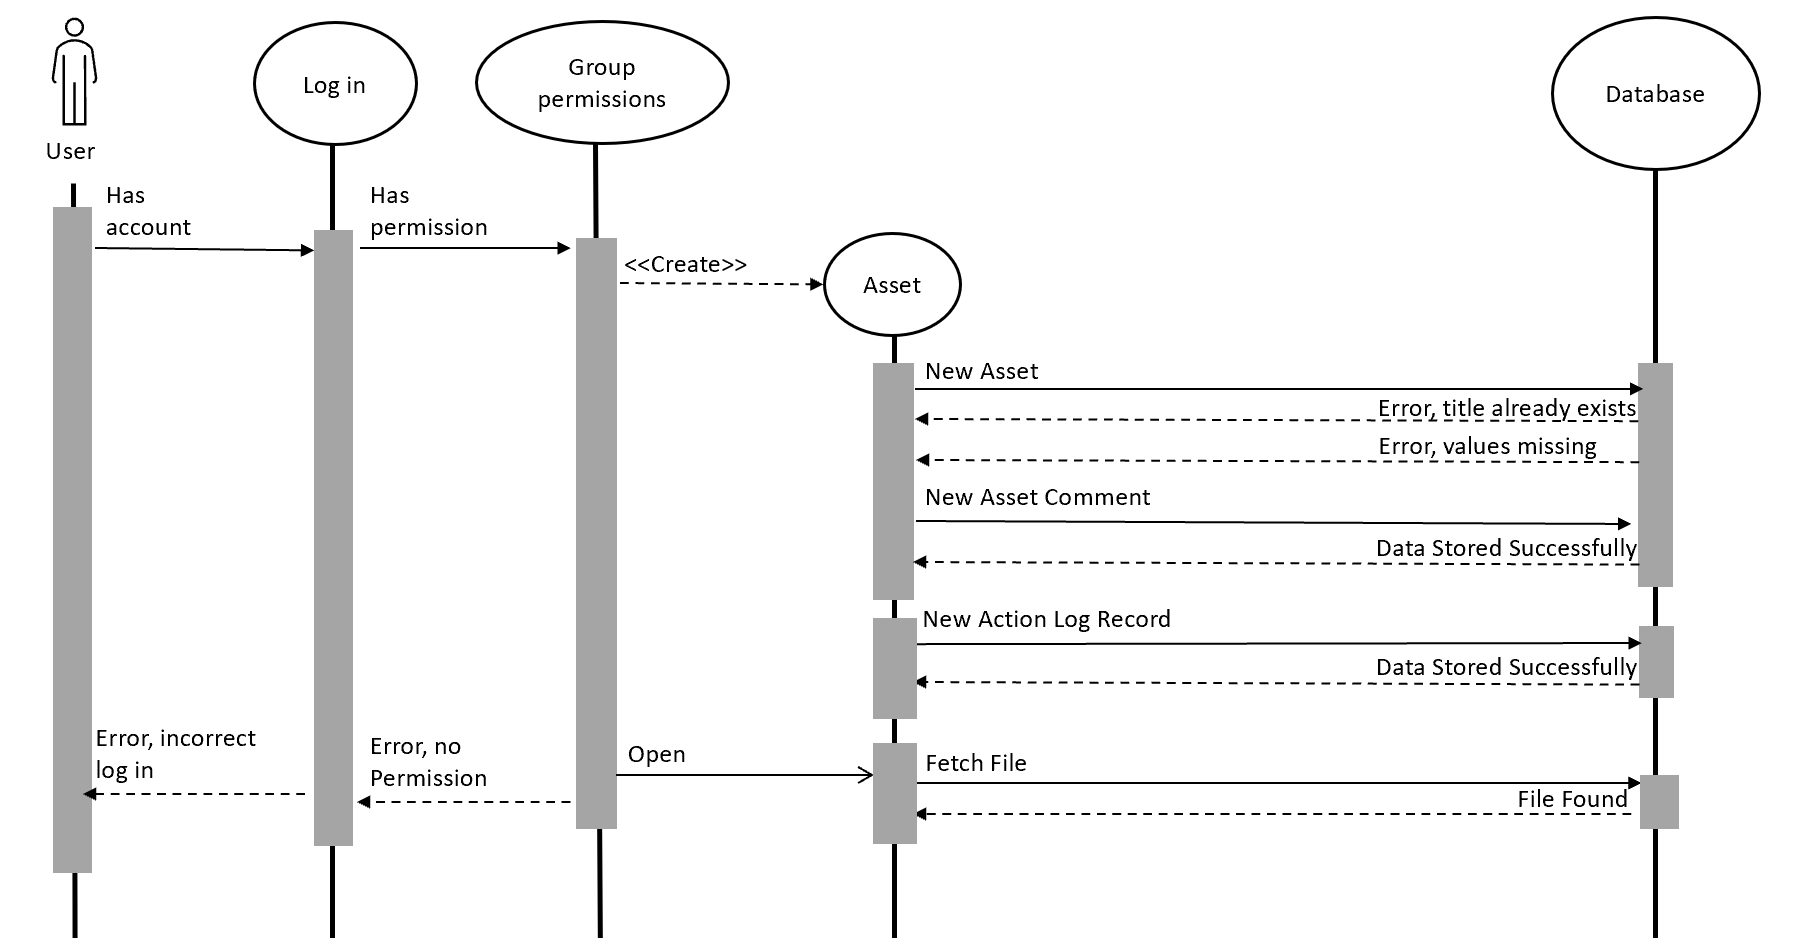 User
Log in
Group
permissions
Database
Has
account
Has
permission
<<Create>>
Asset
New Asset
Error, title already exists
Error, values missing
New Asset Comment
Data Stored Successfully
New Action Log Record
Data Stored Successfully
Error, incorrect
log in
Error, no
Permission
Open
Fetch File
File Found